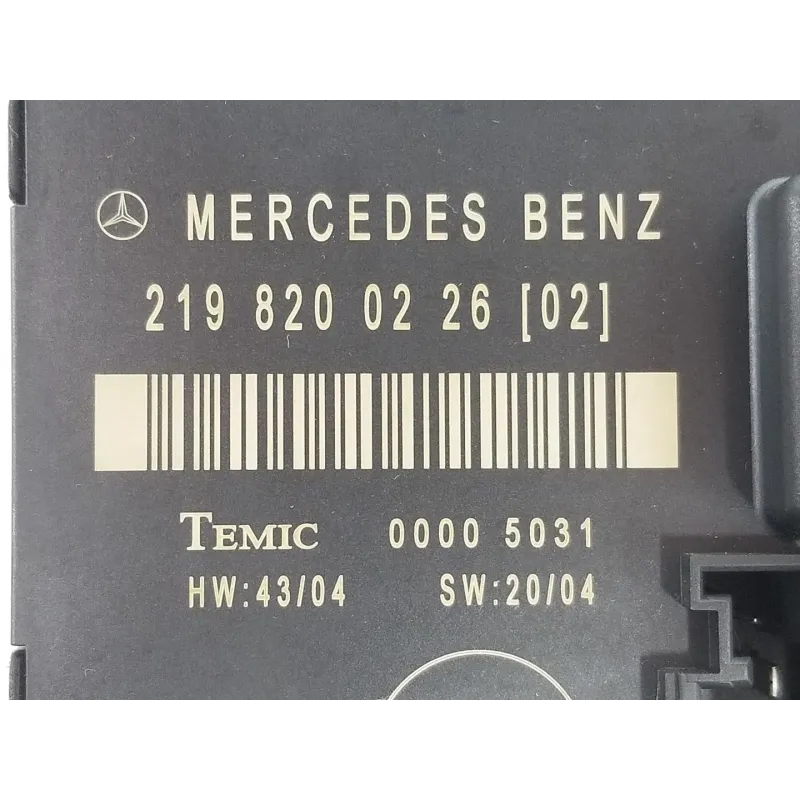 MERCEDES BENZ
219 820 02 26 [02]
TEMIC 0000 5031
HW:43/04 SW:20/04